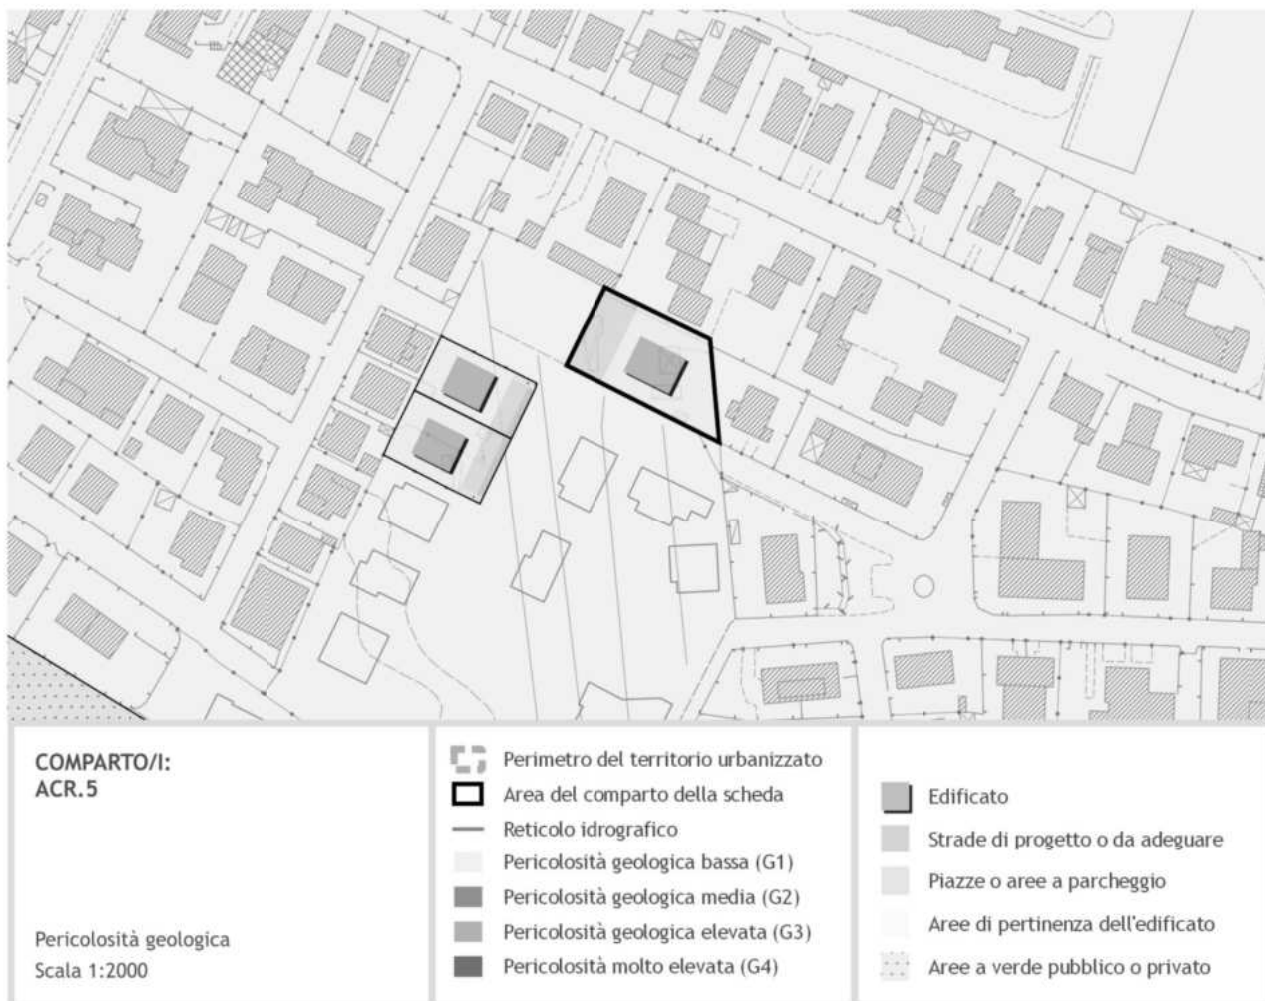 COMPARTO/I:
ACR.5
Pericolosità geologica
Scala 1:2000
Perimetro del territorio urbanizzato
Area del comparto della scheda
Reticolo idrografico
Pericolosità geologica bassa (G1)
Pericolosità geologica media (G2)
Pericolosità geologica elevata (G3)
Pericolosità molto elevata (G4)
Edificato
Strade di progetto o da adeguare
Piazze o aree a parcheggio
Aree di pertinenza dell'edificato
Aree a verde pubblico o privato